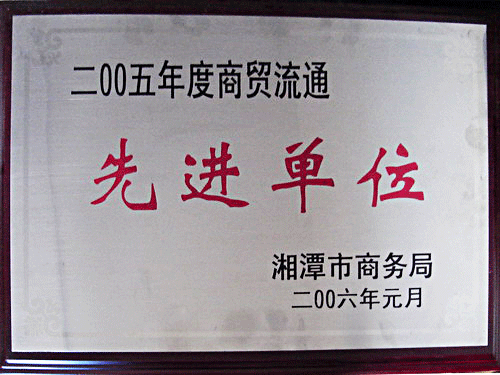 二00五年度商贸流通
先进单位
湘潭市商务局
二00六年元月